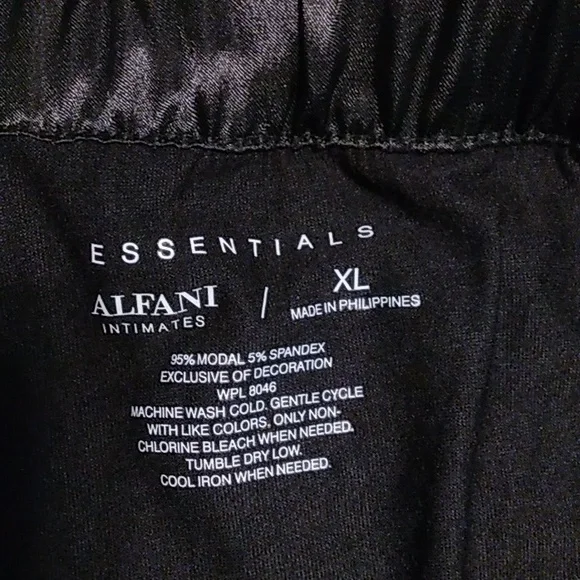 ESSENTIALS
ALFANI
INTIMATES
/
XL
MADE IN PHILIPPINES
95% MODAL 5% SPANDEX
EXCLUSIVE OF DECORATION
WPL 8046
MACHINE WASH COLD. GENTLE CYCLE
WITH LIKE COLORS, ONLY NON-
CHLORINE BLEACH WHEN NEEDED.
TUMBLE DRY LOW.
COOL IRON WHEN NEEDED.